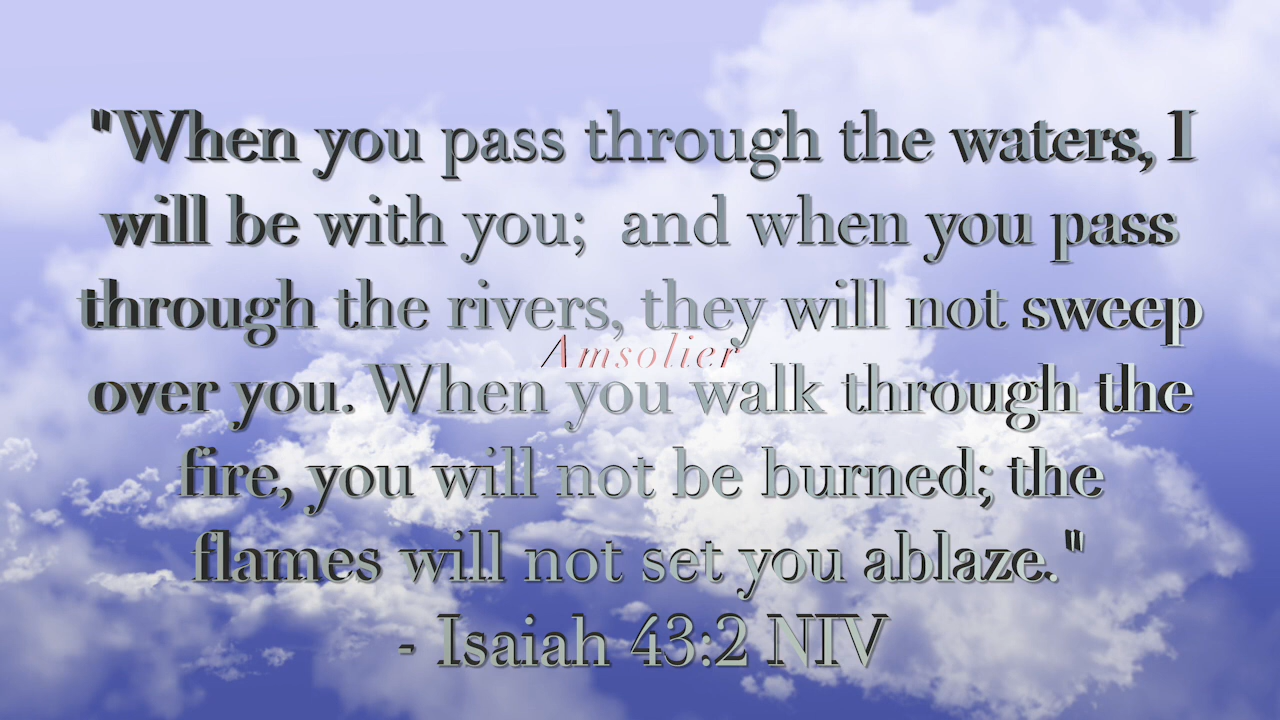 "When you pass through the waters, I
will be with you;  and when you pass
through the rivers, they will not sweep
Amsolier
over you. When you walk through the
fire, you will not be burned; the
flames will not set you ablaze."
- Isaiah 43:2 NIV